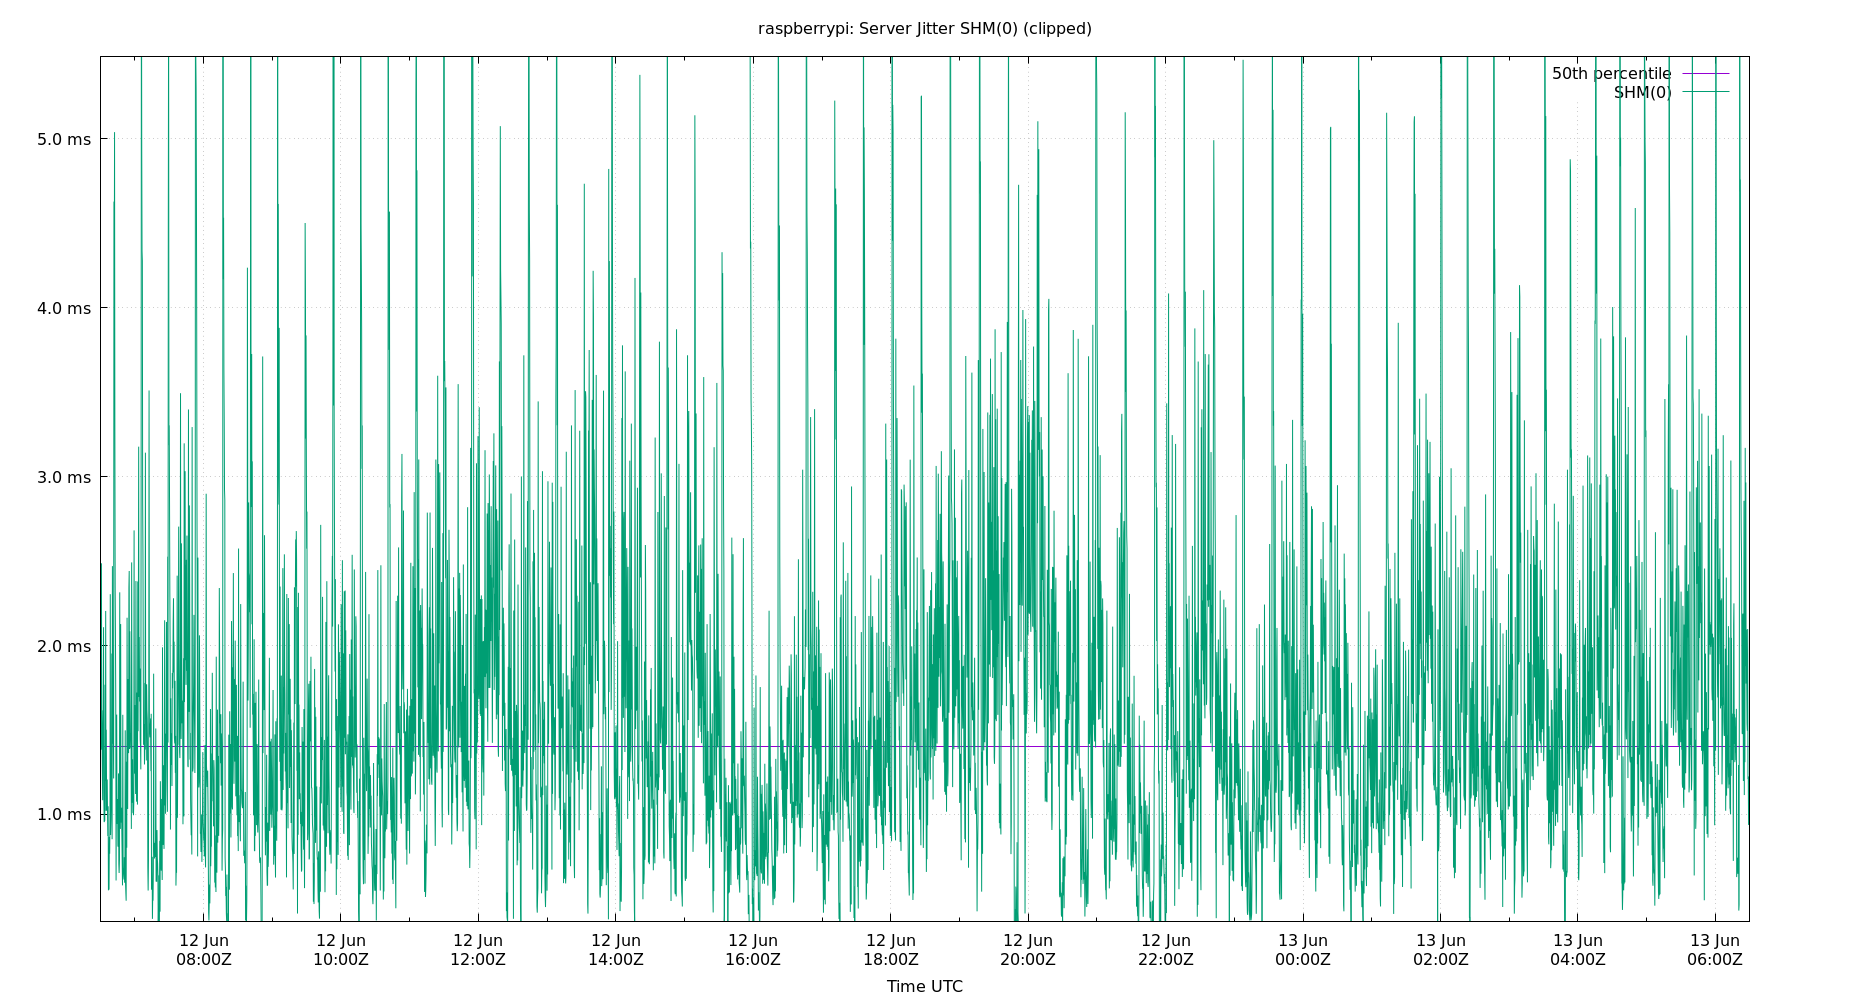 raspberrypi: Server Jitter SHM(0) (clipped)
50th percentile
SHM(0)
5.0 ms
4.0 ms
3.0 ms
2.0 ms
1.0 ms
12 Jun 12 Jun 12 Jun 12 Jun 12 Jun 12 Jun 12 Jun 12 Jun 13 Jun 13 Jun 13 Jun 13 Jun
08:00Z 10:00Z 12:00Z 14:00Z 16:00Z 18:00Z 20:00Z 22:00Z 00:00Z 02:00Z 04:00Z 06:00Z
Time UTC